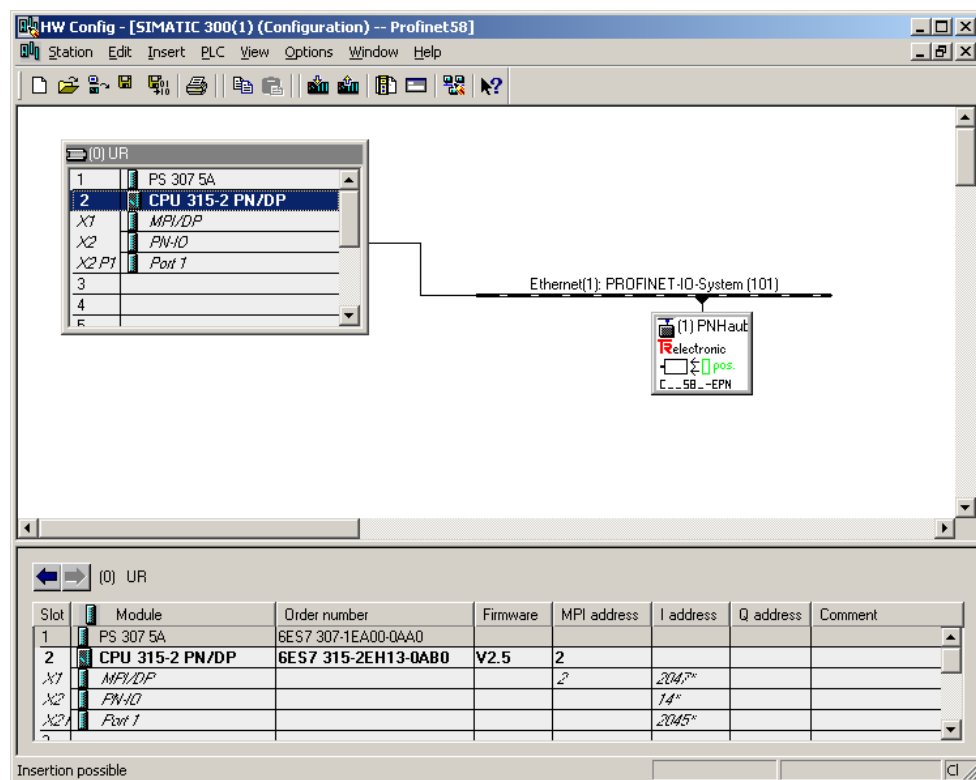 HW Config - [SIMATIC 300(1) (Configuration) -- Profinet58]
Station Edit Insert PLC View Options Window Help
(0) UR
1 PS 307 5A
2 CPU 315-2 PN/DP
X1 MPI/DP
X2 PN-IO
X2 P1 Port 1
3
4
5
Ethernet(1): PROFINET-IO-System (101)
(1) PNHaub
TRelectronic
pos.
C__58_-EPN
(0) UR
Slot Module Order number Firmware MPI address I address Q address Comment
1 PS 307 5A 6ES7 307-1EA00-0AA0
2 CPU 315-2 PN/DP 6ES7 315-2EH13-0AB0 V2.5 2
X1 MPI/DP 2 2047*
X2 PN-IO 14*
X2 Port 1 2045*
Insertion possible